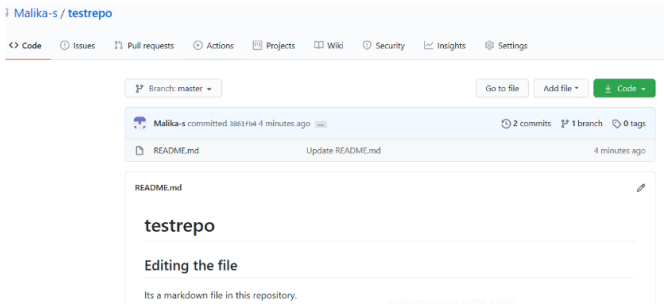 Malika-s / testrepo
Code Issues Pull requests Actions Projects Wiki Security Insights Settings
Branch: master Go to file Add file Code
Malika-s committed 3861fb4 4 minutes ago ... 2 commits 1 branch 0 tags
README.md Update README.md 4 minutes ago
README.md
testrepo
Editing the file
Its a markdown file in this repository.